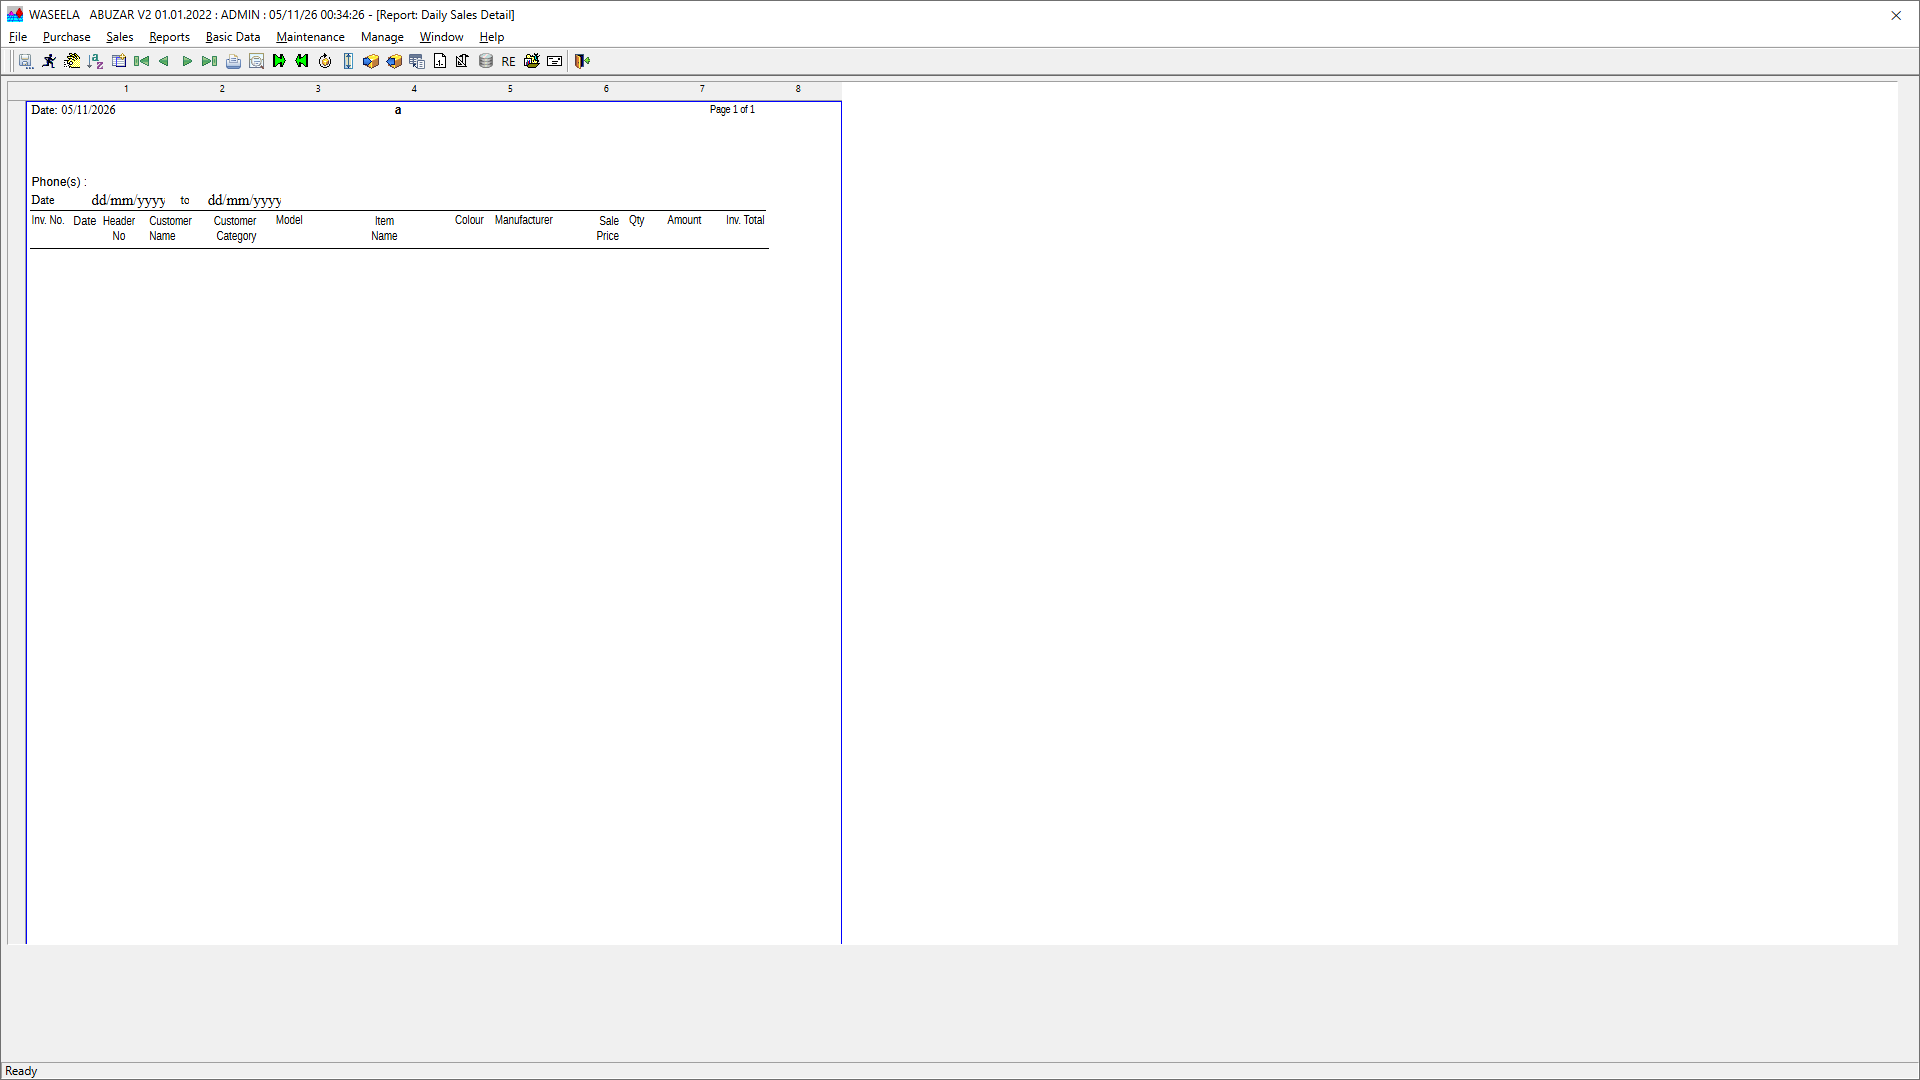 WASEELA ABUZAR V2 01.01.2022 : ADMIN : 05/11/26 00:34:26 - [Report: Daily Sales Detail]
File Purchase Sales Reports Basic Data Maintenance Manage Window Help
RE
1 2 3 4 5 6 7 8
Date: 05/11/2026 a Page 1 of 1
Phone(s) :
Date dd/mm/yyyy to dd/mm/yyyy
Inv. No. Date Header Customer Customer Model Item Colour Manufacturer Sale Qty Amount Inv. Total
No Name Category Name Price
Ready